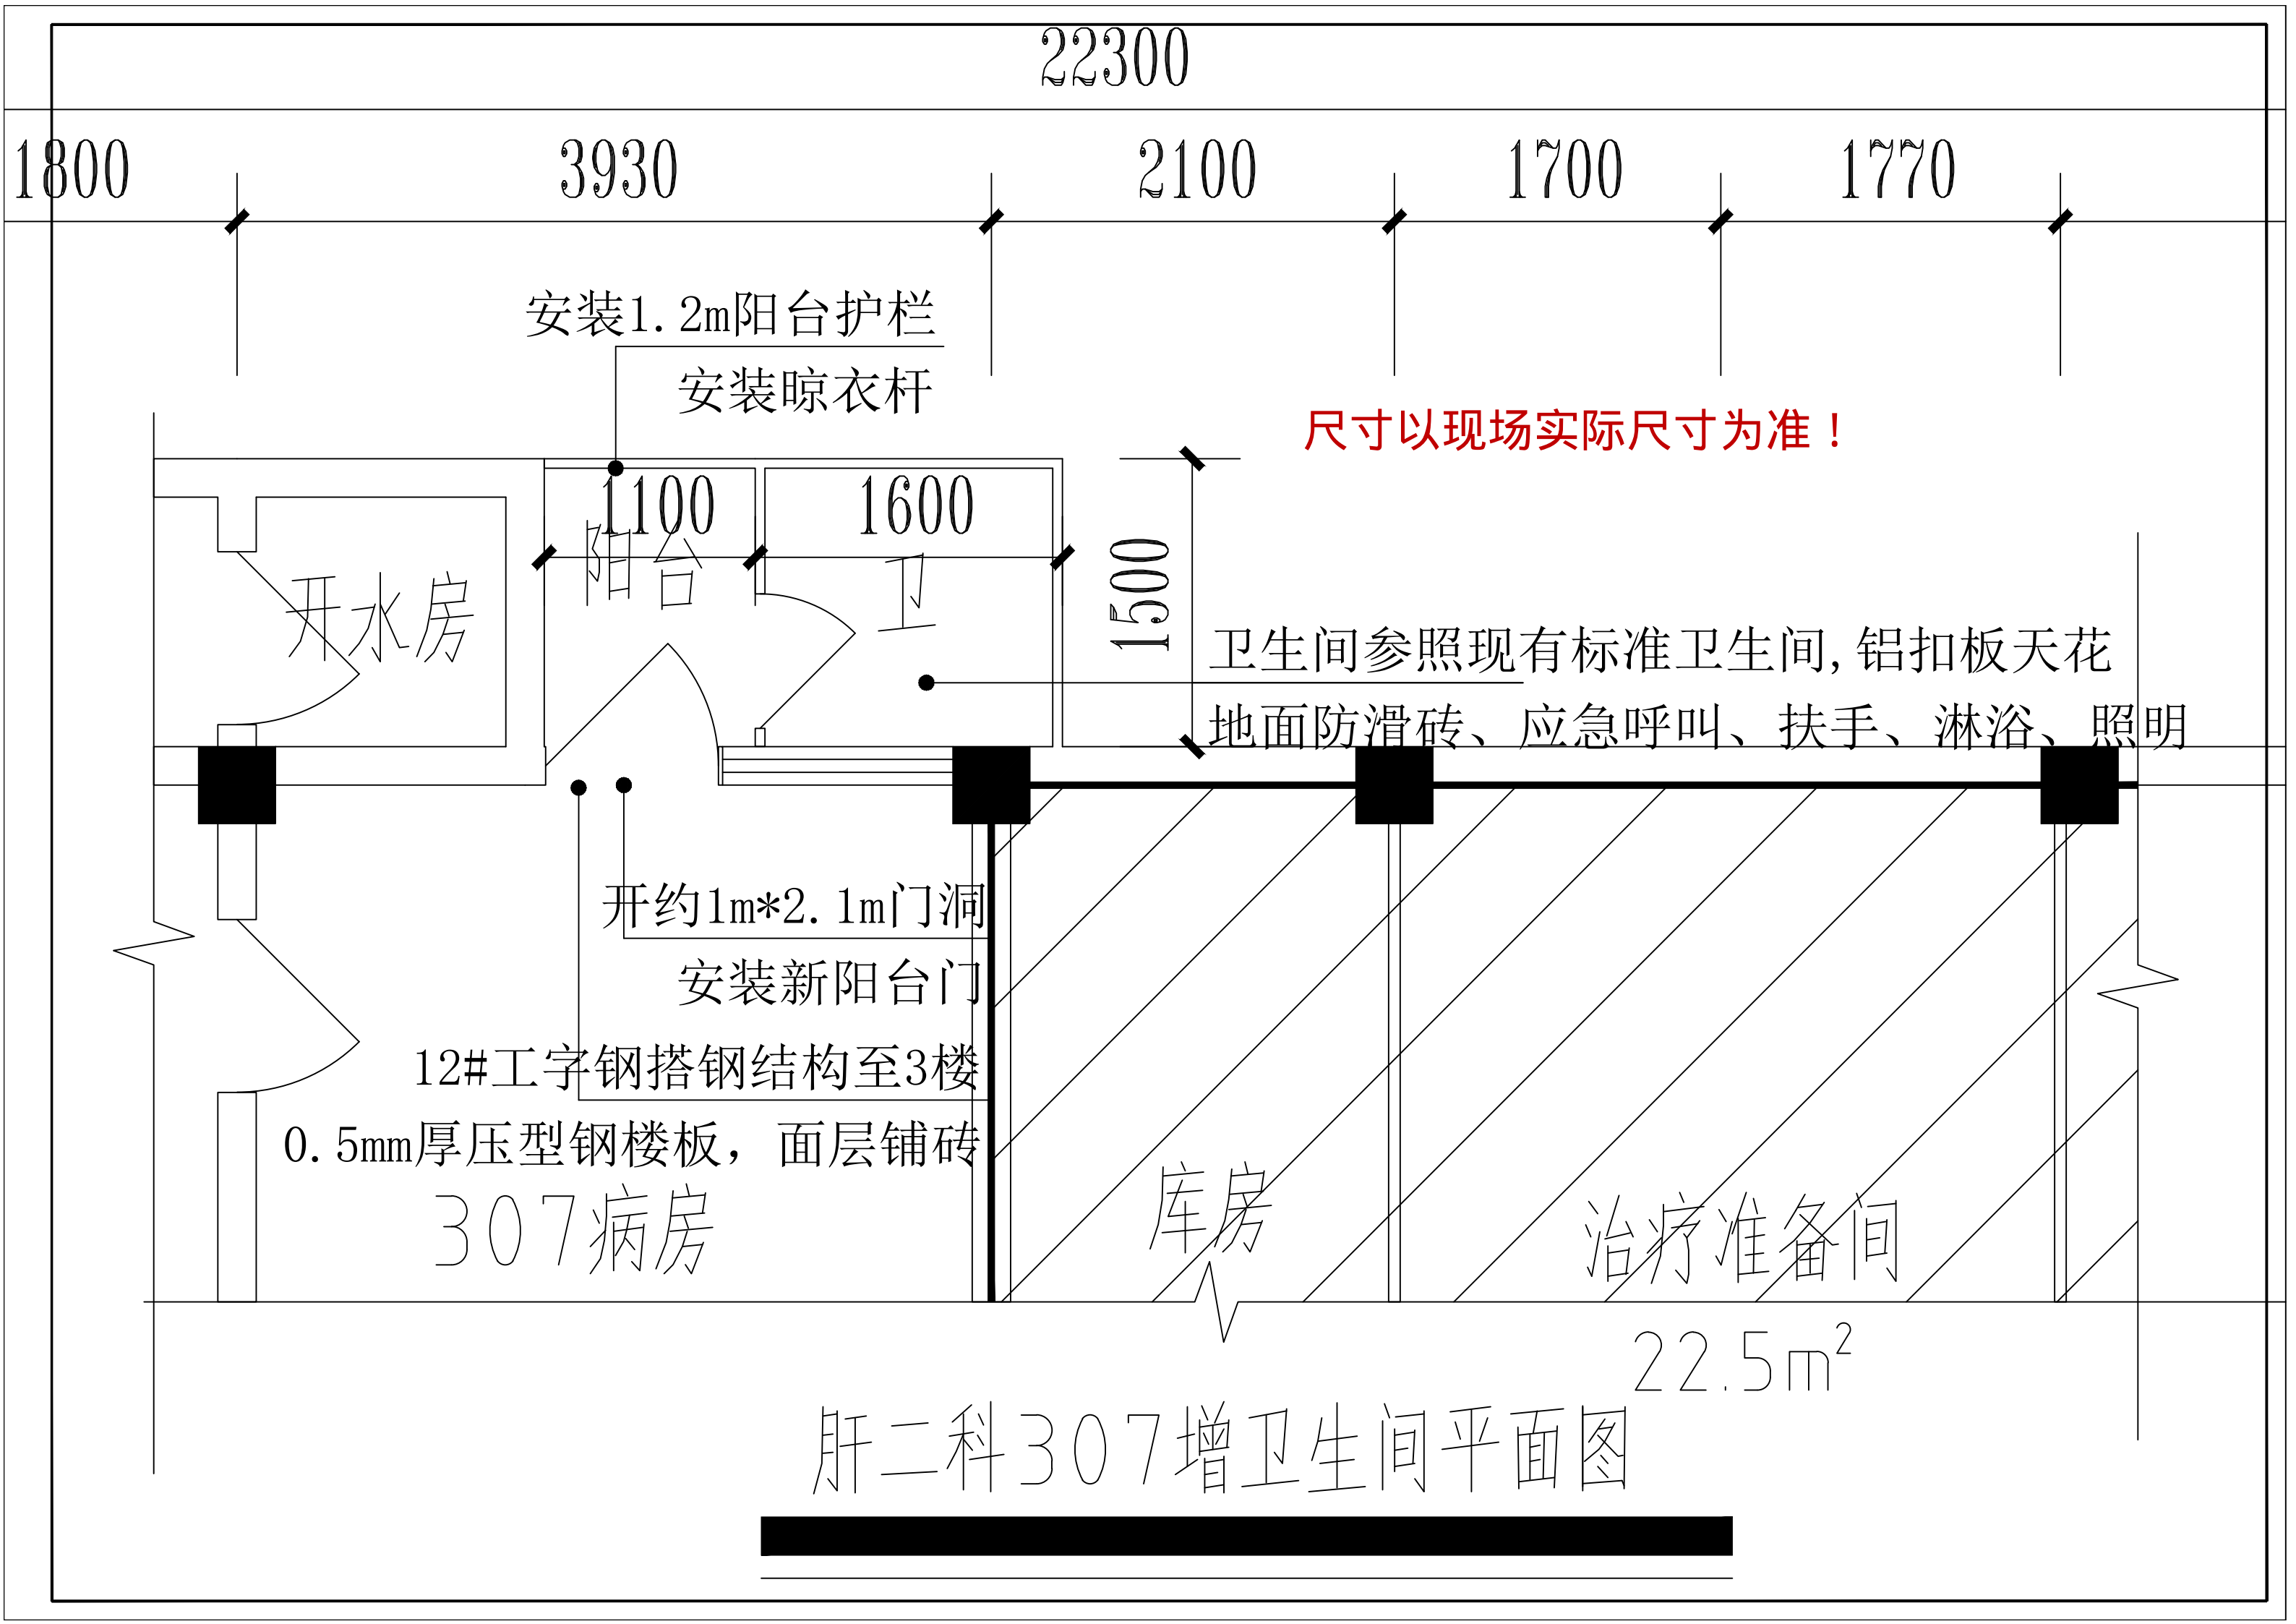 22300
1800 3930 2100 1700 1770
安装1.2m阳台护栏
安装晾衣杆
尺寸以现场实际尺寸为准！
1100 1600
阳台
卫
开水房
1500
卫生间参照现有标准卫生间,铝扣板天花
地面防滑砖、应急呼叫、扶手、淋浴、照明
开约1m*2.1m门洞
安装新阳台门
12#工字钢搭钢结构至3楼
0.5mm厚压型钢楼板，面层铺砖
307病房
库房
治疗准备间
22.5m²
肝二科307增卫生间平面图